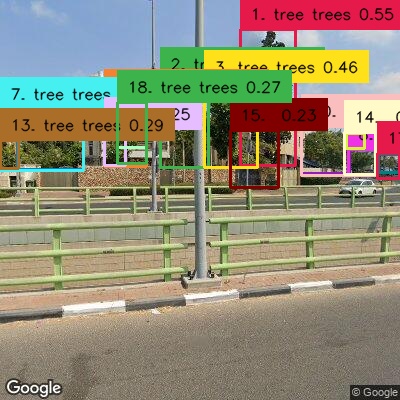 1. tree trees 0.55
2. tree
3. tree trees 0.46
18. tree trees 0.27
7. tree trees
25
15. 0.23
14.
13. tree trees 0.29
Google
© Google